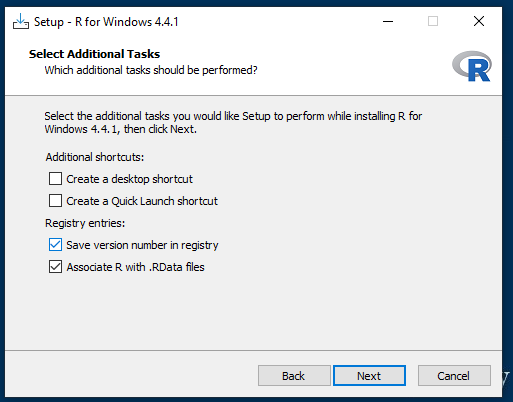 Setup - R for Windows 4.4.1
Select Additional Tasks
Which additional tasks should be performed?
R
Select the additional tasks you would like Setup to perform while installing R for
Windows 4.4.1, then click Next.
Additional shortcuts:
Create a desktop shortcut
Create a Quick Launch shortcut
Registry entries:
Save version number in registry
Associate R with .RData files
Back
Next
Cancel